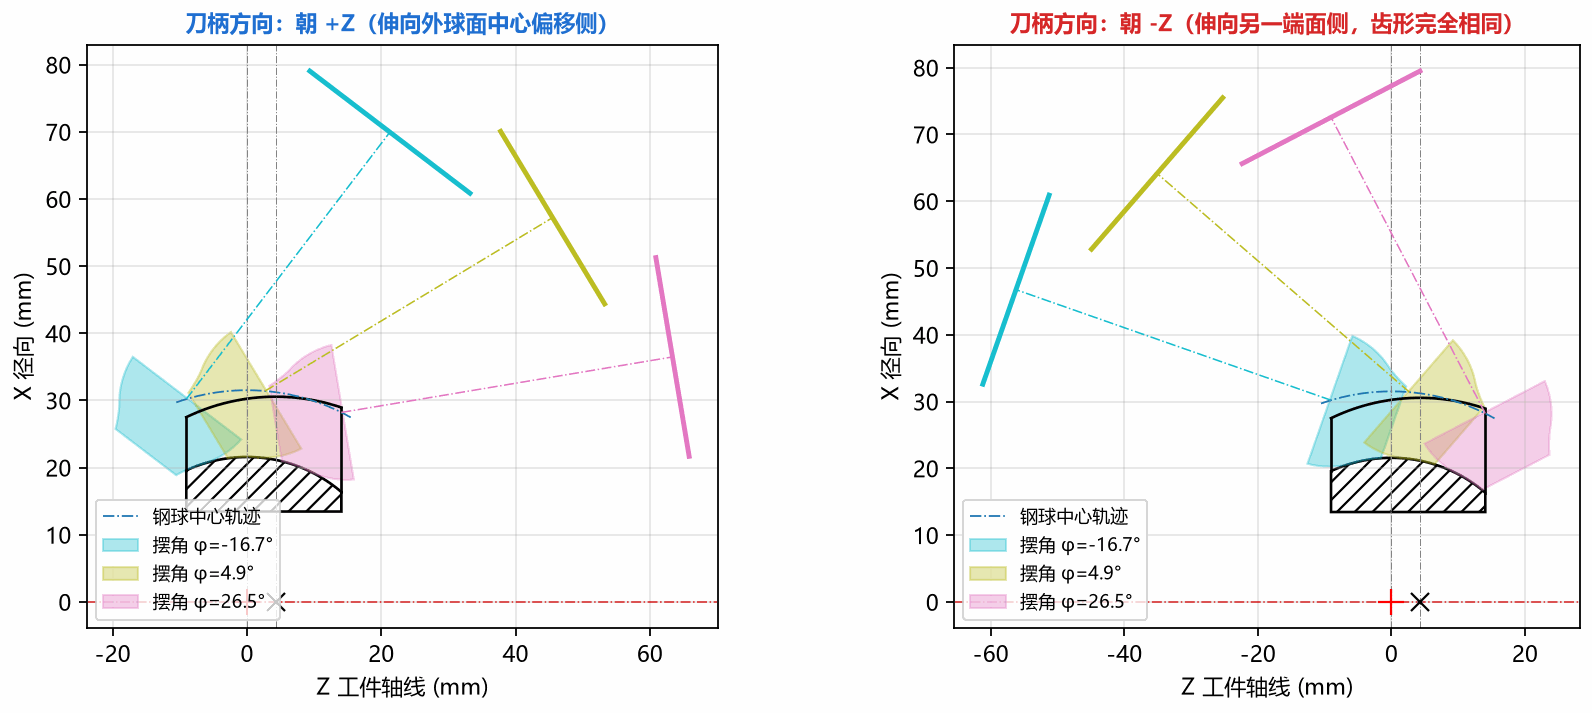 刀柄方向：朝 +Z（伸向外球面中心偏移侧）
80
70
60
50
40
30
20
10
0
X 径向 (mm)
钢球中心轨迹
摆角 φ=-16.7°
摆角 φ=4.9°
摆角 φ=26.5°
-20
0
20
40
60
Z 工件轴线 (mm)
刀柄方向：朝 -Z（伸向另一端面侧，齿形完全相同）
80
70
60
50
40
30
20
10
0
X 径向 (mm)
钢球中心轨迹
摆角 φ=-16.7°
摆角 φ=4.9°
摆角 φ=26.5°
-60
-40
-20
0
20
Z 工件轴线 (mm)